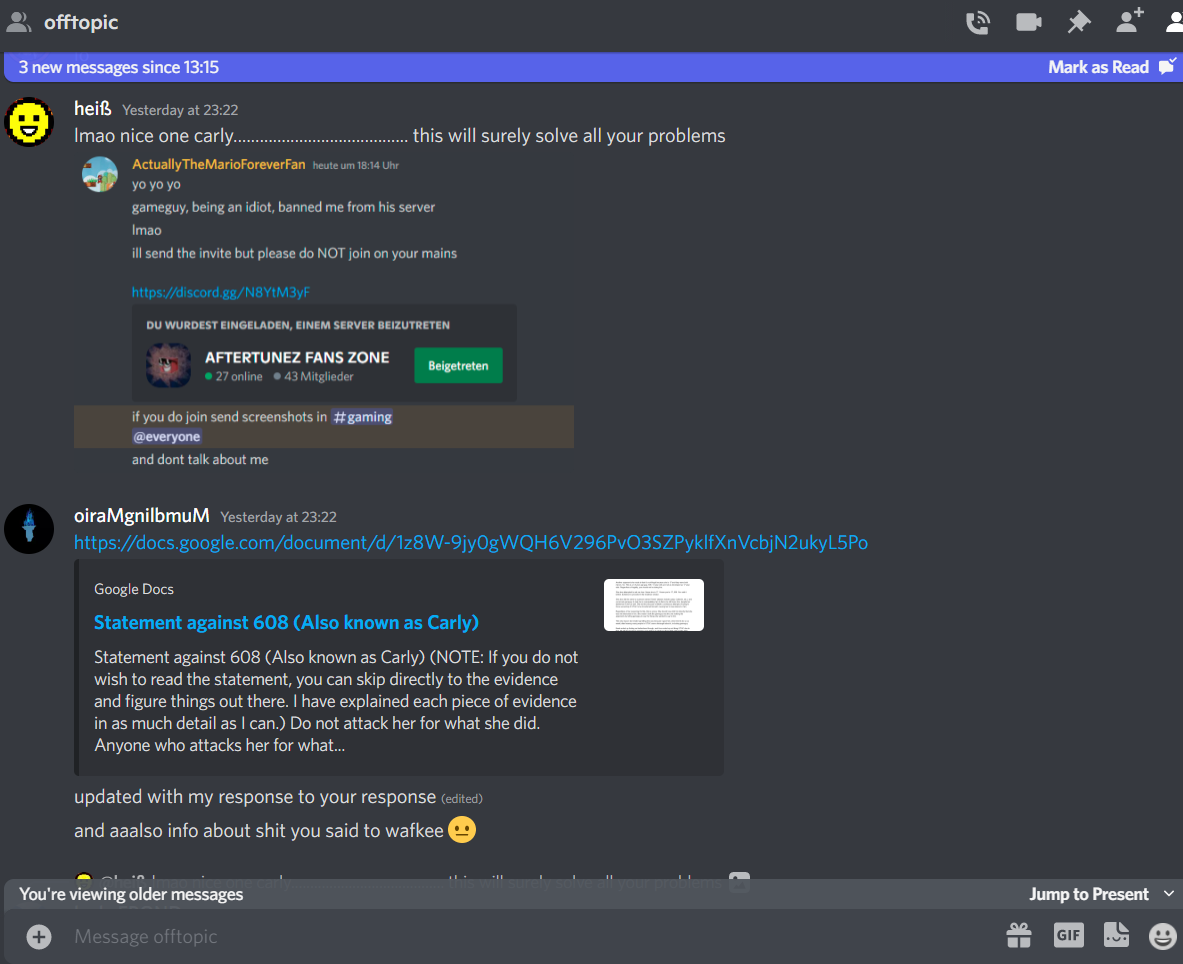 offtopic
3 new messages since 13:15
Mark as Read
heiß Yesterday at 23:22
lmao nice one carly........................................ this will surely solve all your problems
ActuallyTheMarioForeverFan heute um 18:14 Uhr
yo yo yo
gameguy, being an idiot, banned me from his server
lmao
ill send the invite but please do NOT join on your mains
https://discord.gg/N8YtM3yF
DU WURDEST EINGELADEN, EINEM SERVER BEIZUTRETEN
AFTERTUNEZ FANS ZONE
27 online 43 Mitglieder
Beigetreten
if you do join send screenshots in #gaming
@everyone
and dont talk about me
oiraMgnilbmuM Yesterday at 23:22
https://docs.google.com/document/d/1z8W-9jy0gWQH6V296PvO3SZPyklfXnVcbjN2ukyL5Po
Google Docs
Statement against 608 (Also known as Carly)
Statement against 608 (Also known as Carly) (NOTE: If you do not
wish to read the statement, you can skip directly to the evidence
and figure things out there. I have explained each piece of evidence
in as much detail as I can.) Do not attack her for what she did.
Anyone who attacks her for what...
updated with my response to your response (edited)
and aaalso info about shit you said to wafkee
@heiß lmao nice one carly........................................ this will surely solve all your problems
You're viewing older messages
Jump to Present
Message offtopic
GIF